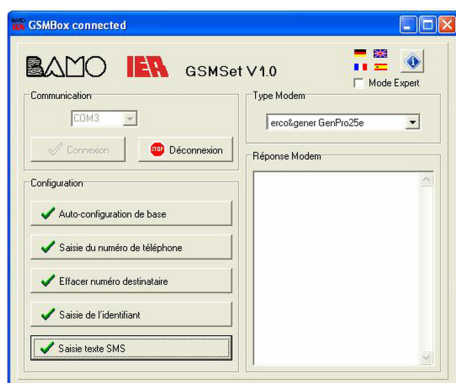 GSMBox connected
BAMO IER GSMSet V1.0
Mode Expert
Communication
COM3
Connexion
STOP Déconnexion
Type Modem
erco&gener GenPro25e
Configuration
Auto-configuration de base
Saisie du numéro de téléphone
Effacer numéro destinataire
Saisie de l'identifiant
Saisie texte SMS
Réponse Modem